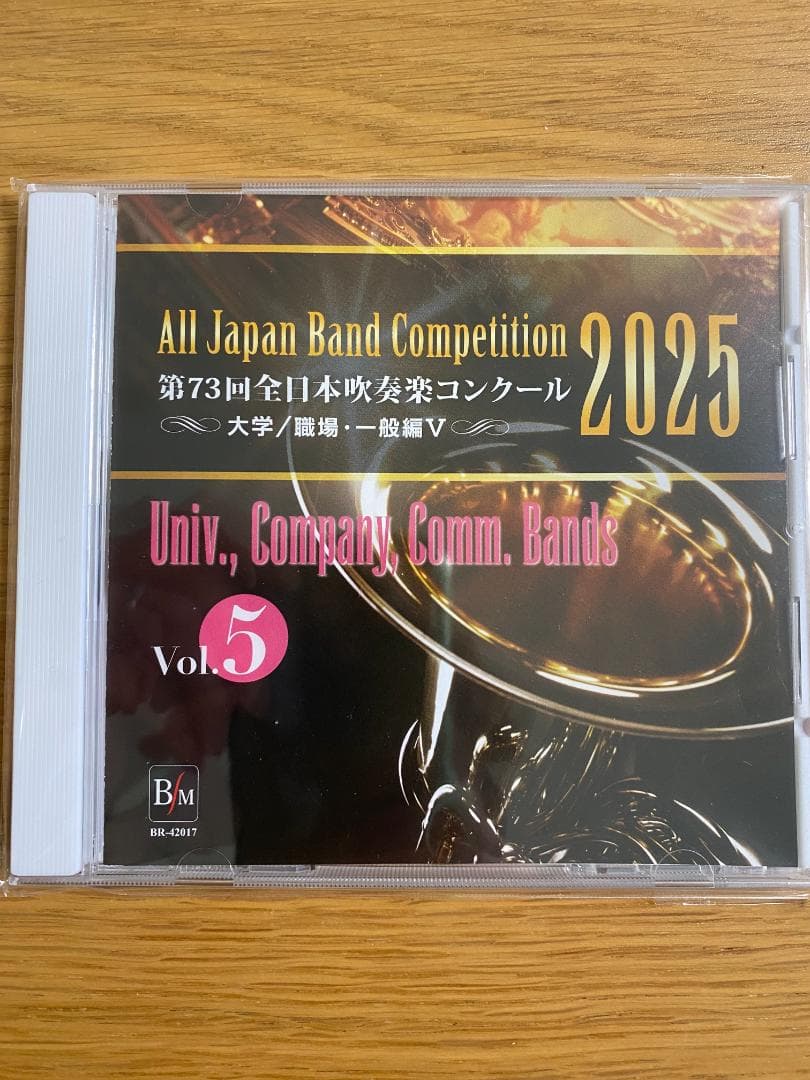 All Japan Band Competition 2025
第73回全日本吹奏楽コンクール
大学/職場・一般編V
Univ., Company, Comm. Bands
Vol.5
BfM
BR-42017